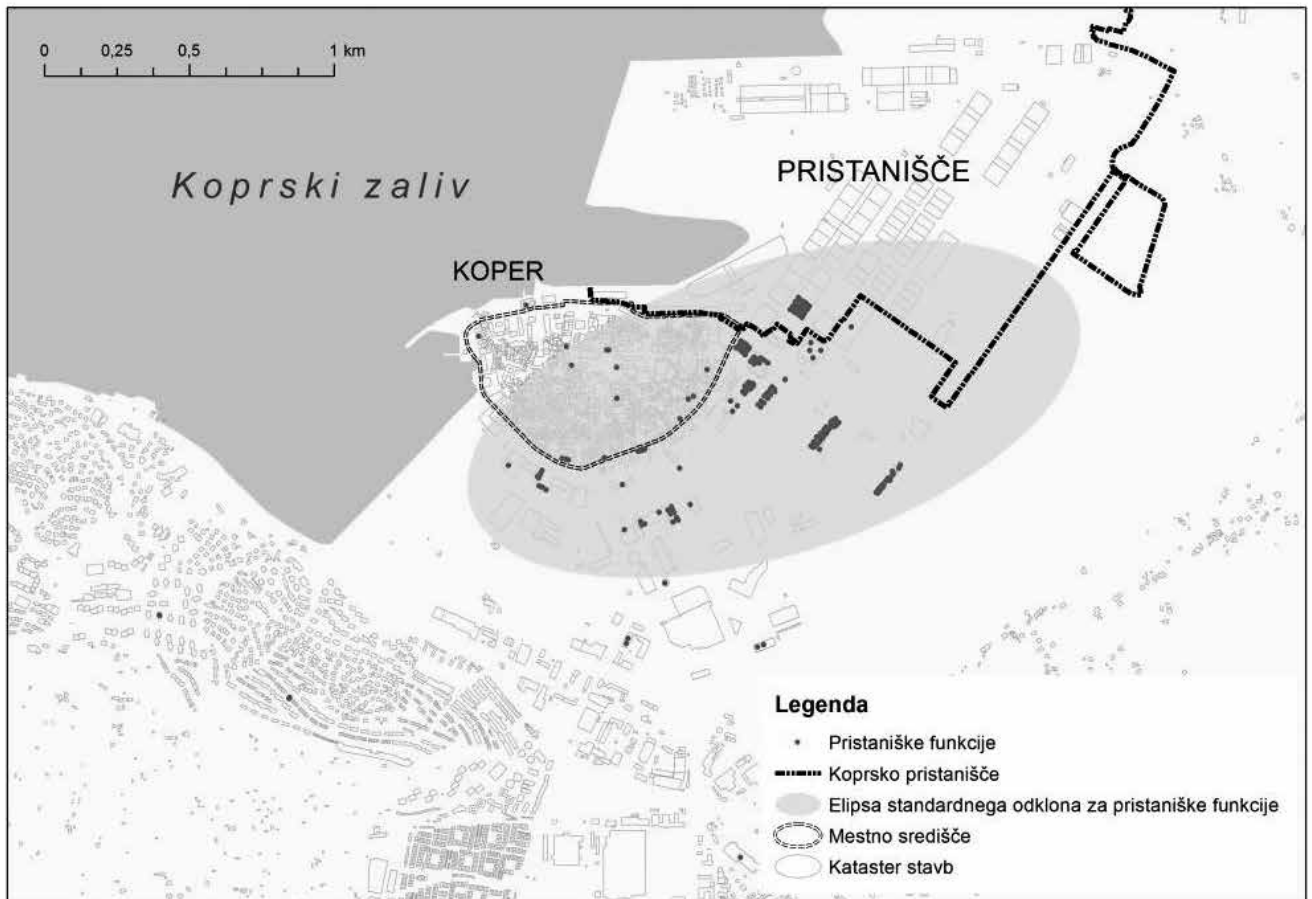 0 0,25 0,5 1 km
PRISTANIŠČE
Koprski zaliv
KOPER
Legenda
Pristaniške funkcije
Koprsko pristanišče
Elipsa standardnega odklona za pristaniške funkcije
Mestno središče
Kataster stavb